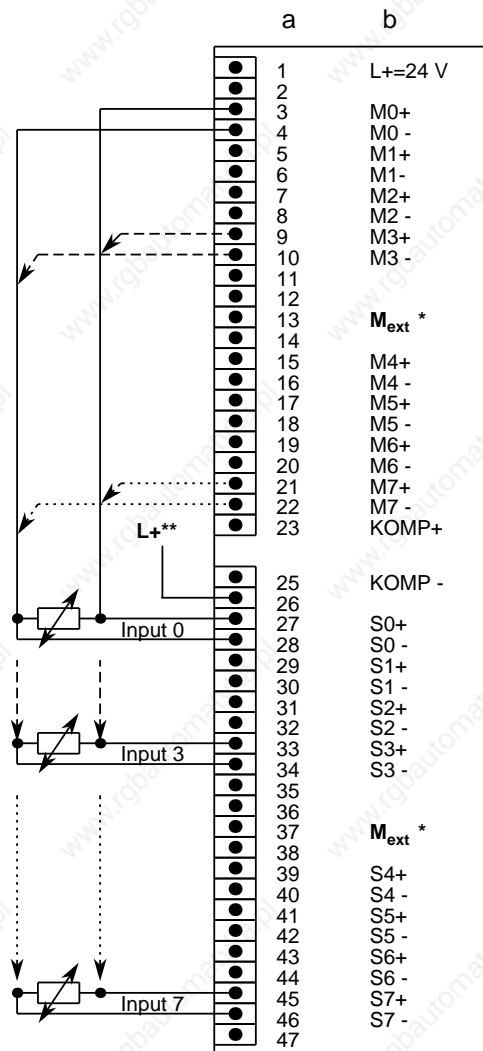 a b
1 L+=24 V
2
3 M0+
4 M0 -
5 M1+
6 M1-
7 M2+
8 M2 -
9 M3+
10 M3 -
11
12
13 Mext *
14
15 M4+
16 M4 -
17 M5+
18 M5 -
19 M6+
20 M6 -
21 M7+
22 M7 -
L+** 23 KOMP+
25 KOMP -
26
Input 0 27 S0+
28 S0 -
29 S1+
30 S1 -
31 S2+
32 S2 -
Input 3 33 S3+
34 S3 -
35
36
37 Mext *
38
39 S4+
40 S4 -
41 S5+
42 S5 -
43 S6+
44 S6 -
Input 7 45 S7+
46 S7 -
47